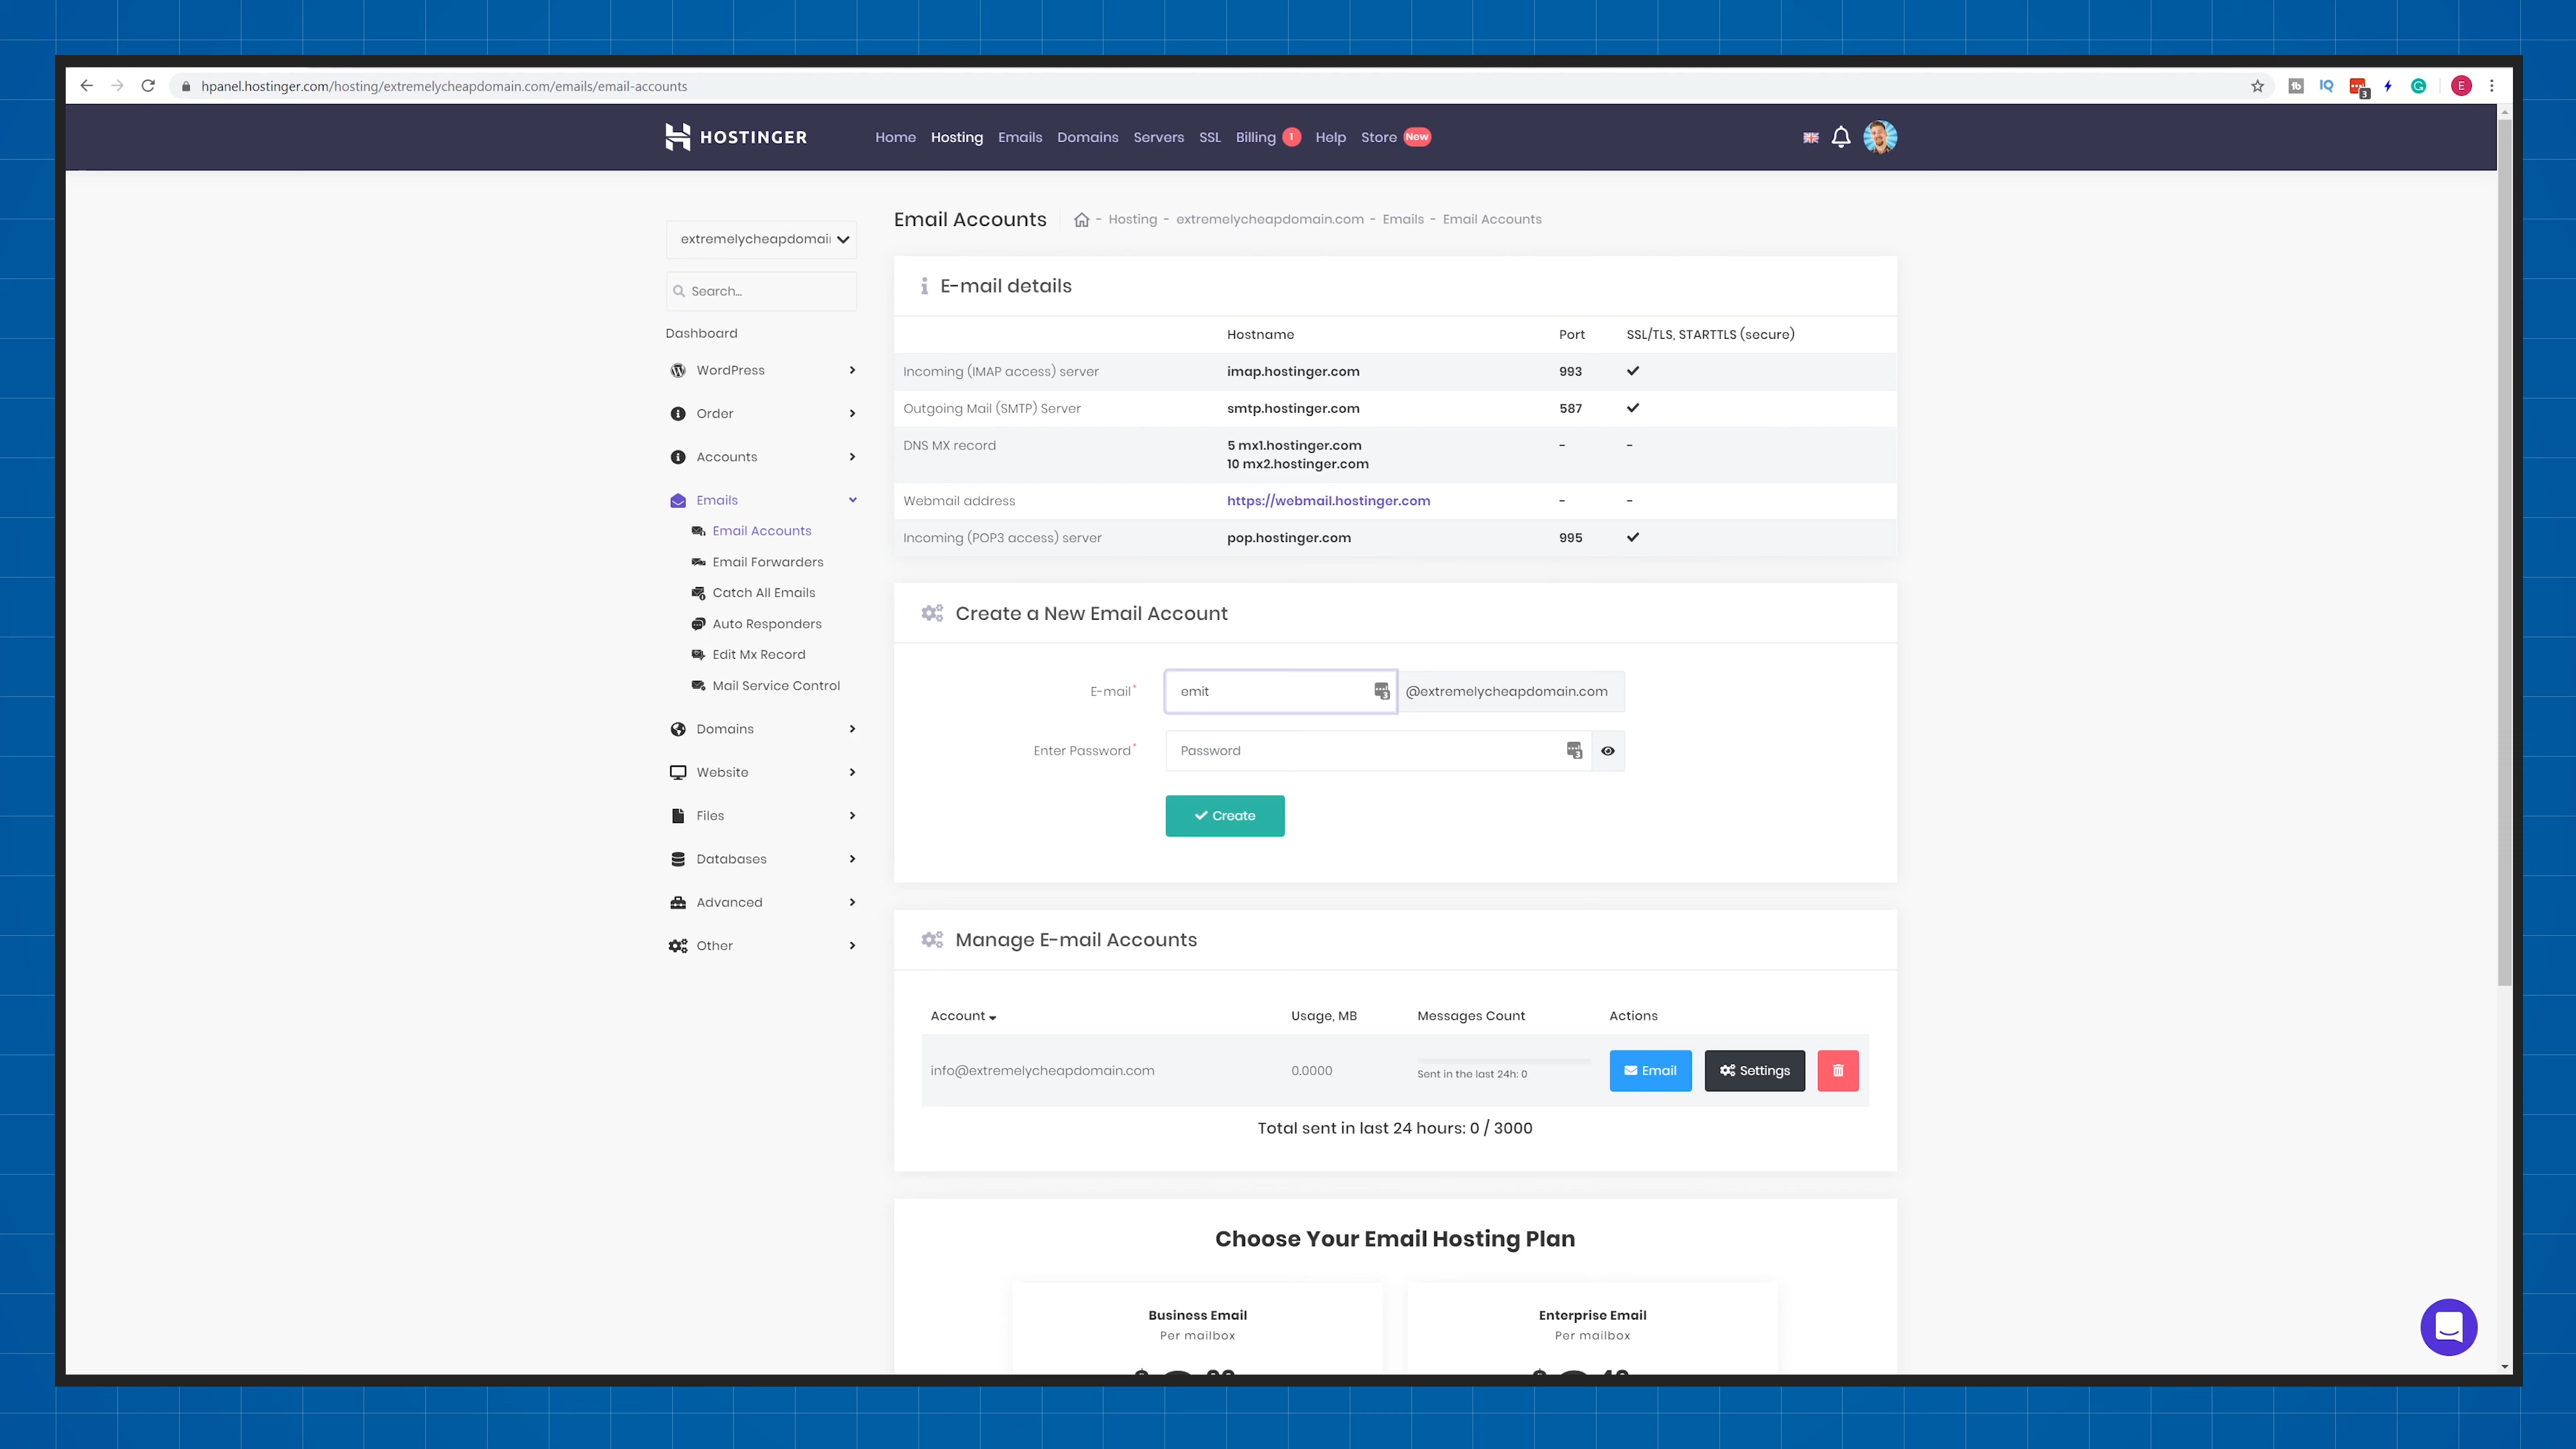 hpanel.hostinger.com/hosting/extremelycheapdomain.com/emails/email-accounts
IQ
3
E
HOSTINGER
Home Hosting Emails Domains Servers SSL Billing 1 Help Store New
extremelycheapdomai
Search...
Dashboard
WordPress
Order
Accounts
Emails
Email Accounts
Email Forwarders
Catch All Emails
Auto Responders
Edit Mx Record
Mail Service Control
Domains
Website
Files
Databases
Advanced
Other
Email Accounts - Hosting - extremelycheapdomain.com - Emails - Email Accounts
E-mail details
Hostname Port SSL/TLS, STARTTLS (secure)
Incoming (IMAP access) server imap.hostinger.com 993
Outgoing Mail (SMTP) Server smtp.hostinger.com 587
DNS MX record 5 mx1.hostinger.com - -
10 mx2.hostinger.com
Webmail address https://webmail.hostinger.com - -
Incoming (POP3 access) server pop.hostinger.com 995
Create a New Email Account
E-mail* emit 3 @extremelycheapdomain.com
Enter Password* Password 3
Create
Manage E-mail Accounts
Account Usage, MB Messages Count Actions
info@extremelycheapdomain.com 0.0000 Sent in the last 24h: 0 Email Settings
Total sent in last 24 hours: 0 / 3000
Choose Your Email Hosting Plan
Business Email Enterprise Email
Per mailbox Per mailbox